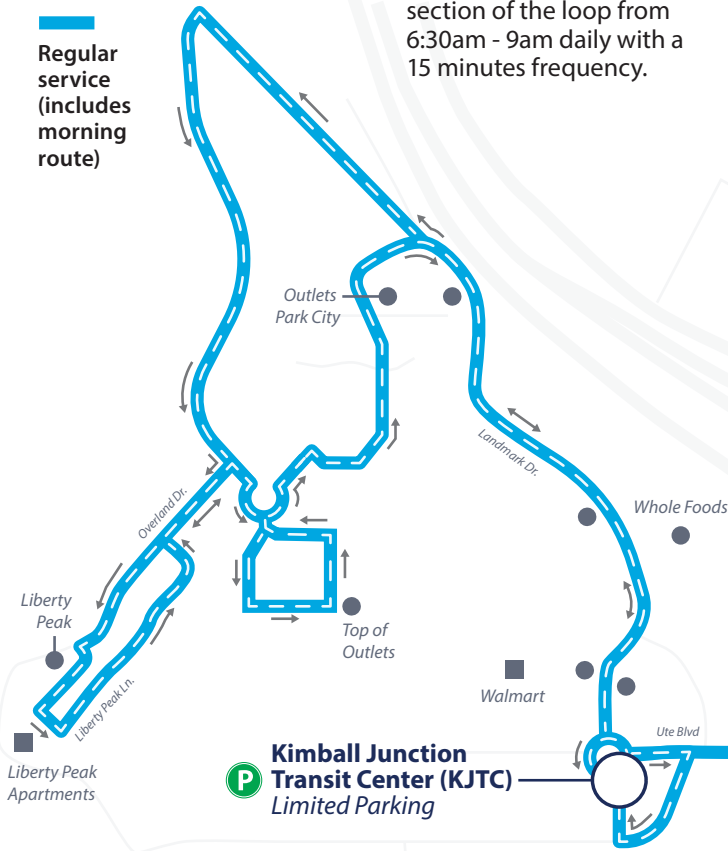 section of the loop from
6:30am - 9am daily with a
15 minutes frequency.
Regular
service
(includes
morning
route)
Outlets
Park City
Landmark Dr.
Whole Foods
Overland Dr.
Liberty
Peak
Top of
Outlets
Liberty Peak Ln.
Walmart
Ute Blvd
Liberty Peak
Apartments
P
Kimball Junction
Transit Center (KJTC)
Limited Parking